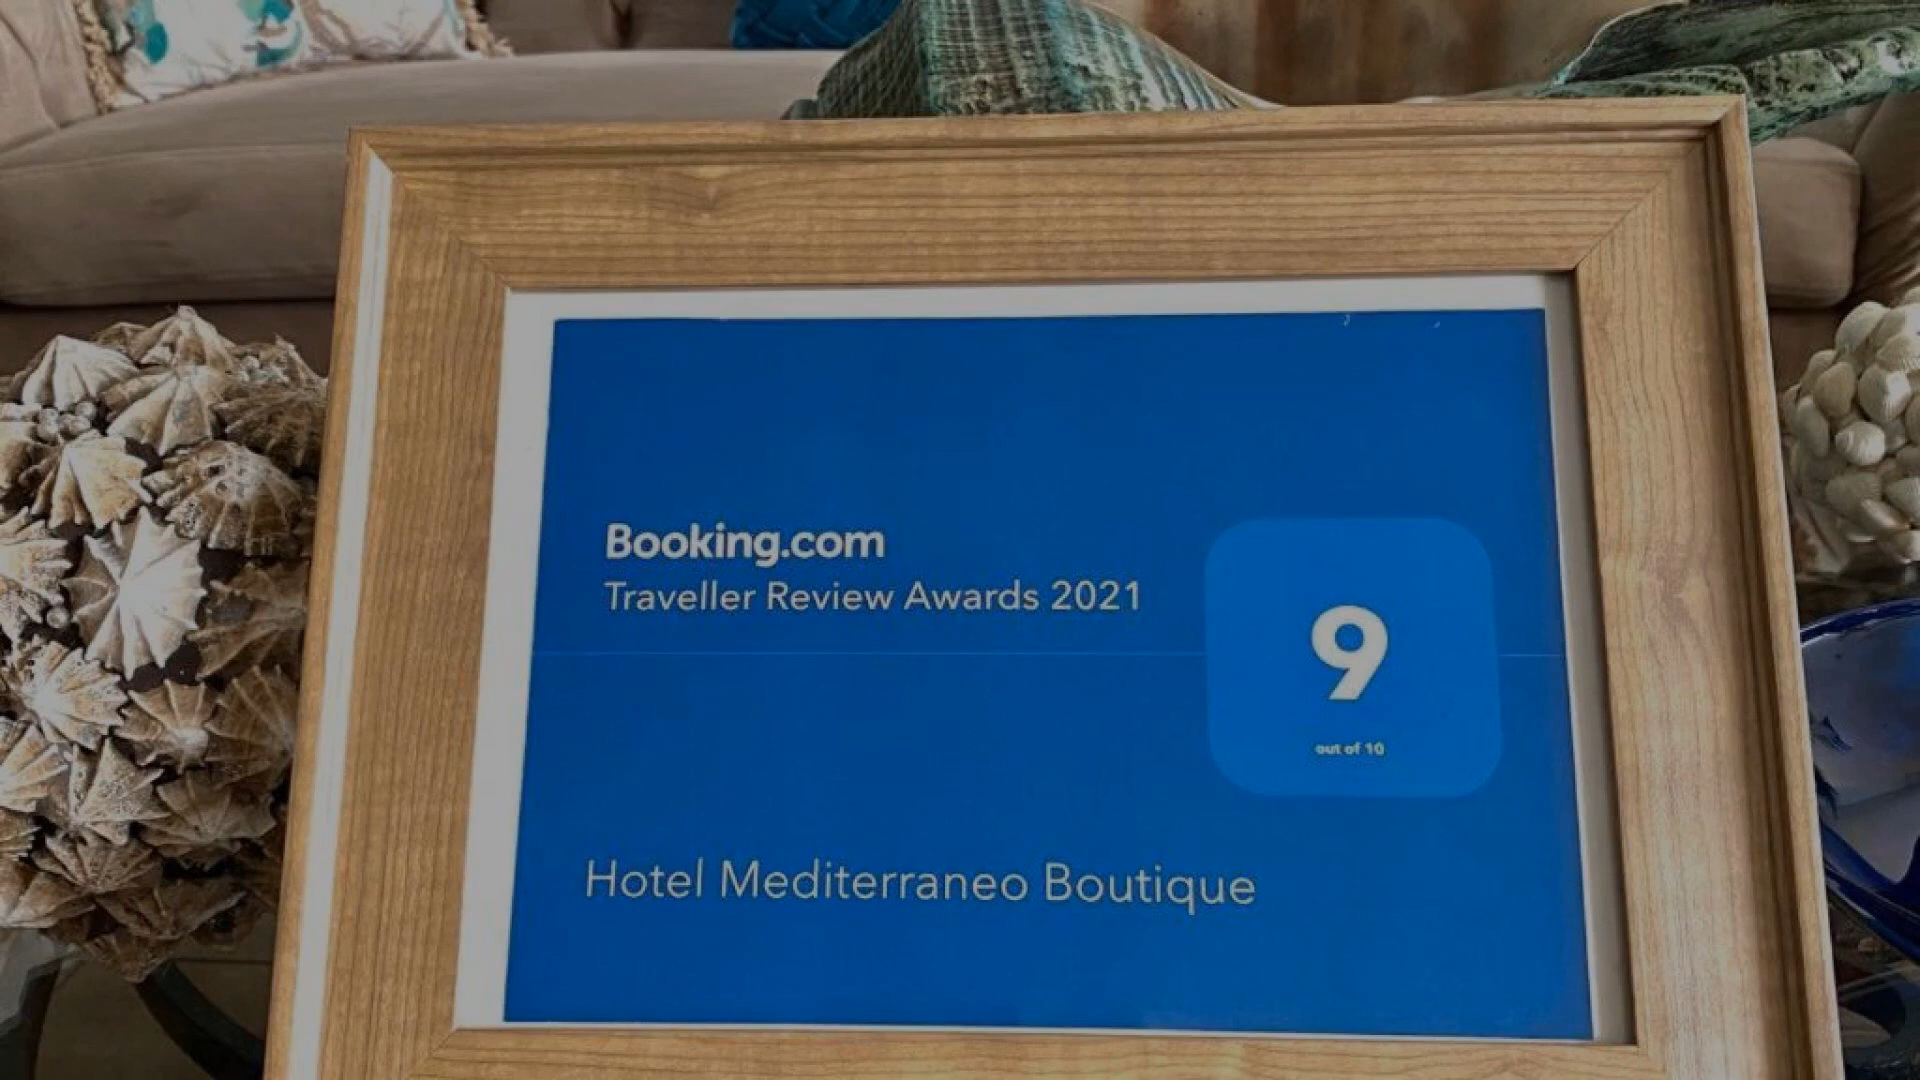 Booking.com
Traveller Review Awards 2021
9
out of 10
Hotel Mediterraneo Boutique